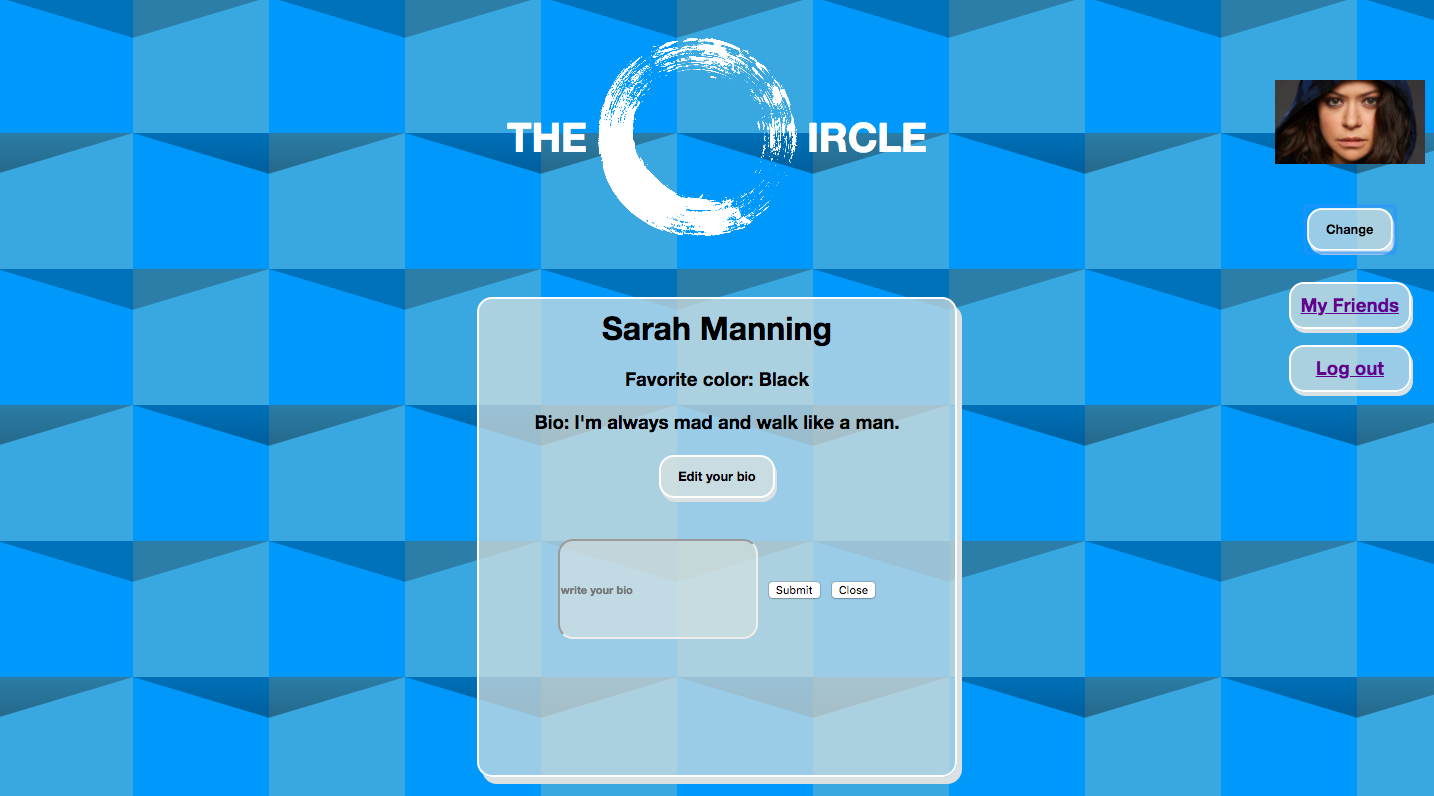 THE CIRCLE
Change
My Friends
Log out
Sarah Manning
Favorite color: Black
Bio: I'm always mad and walk like a man.
Edit your bio
write your bio
Submit Close